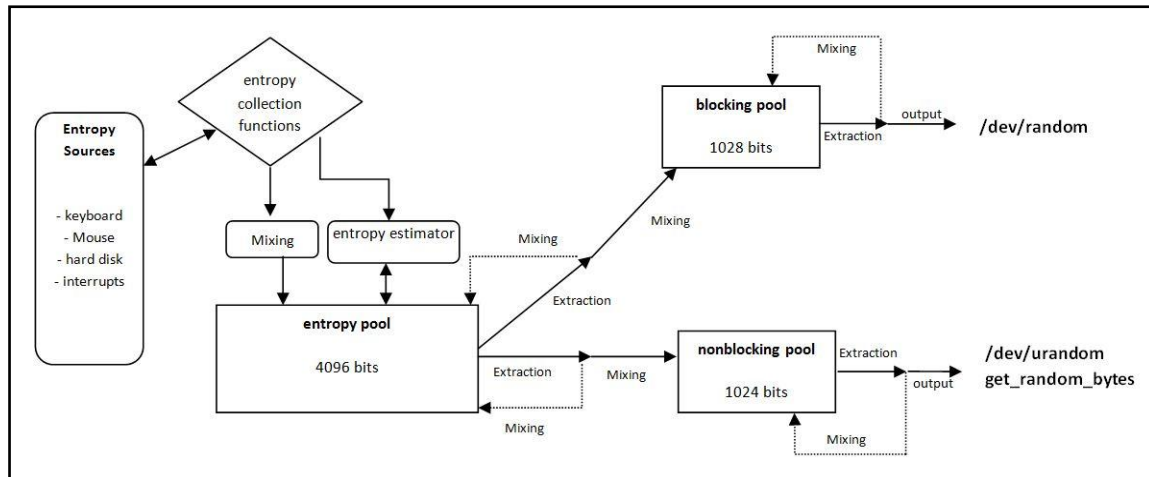 entropy
collection
functions
Entropy
Sources
- keyboard
- Mouse
- hard disk
- interrupts
Mixing
entropy estimator
entropy pool
4096 bits
Mixing
Extraction
Mixing
Extraction
Mixing
Mixing
Mixing
blocking pool
1028 bits
Extraction
output
/dev/random
nonblocking pool
1024 bits
Extraction
output
Mixing
/dev/urandom
get_random_bytes